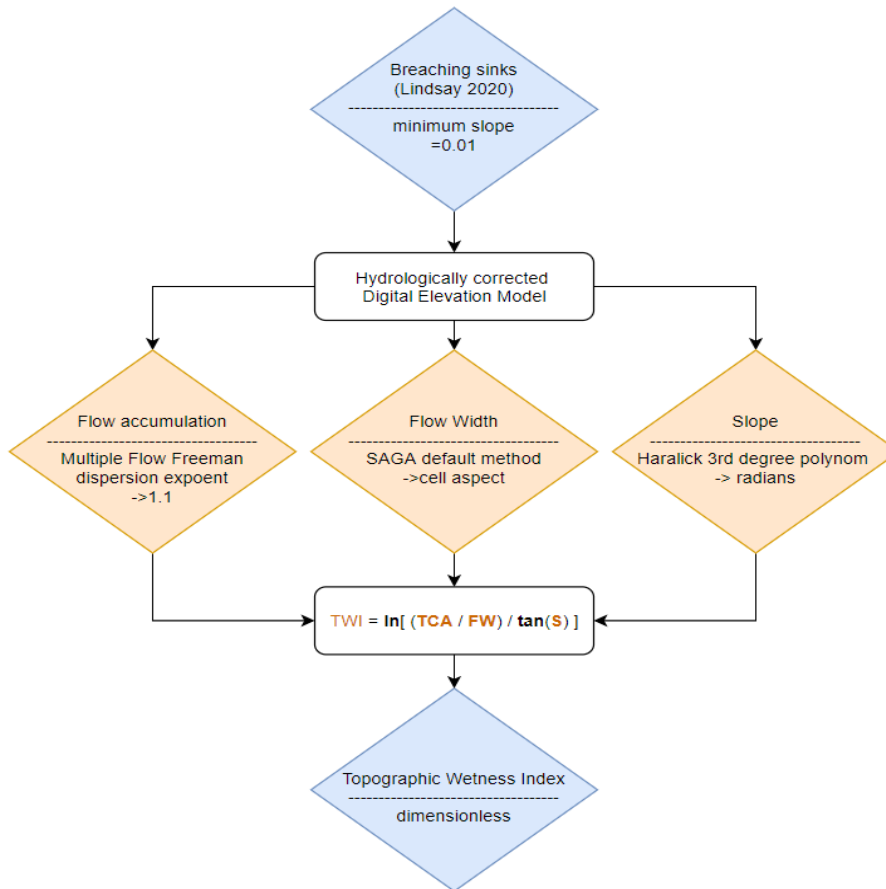 Breaching sinks
(Lindsay 2020)
-----------------------------------
minimum slope
=0.01
Hydrologically corrected
Digital Elevation Model
Flow accumulation
-----------------------------------
Multiple Flow Freeman
dispersion expoent
->1.1
Flow Width
-----------------------------------
SAGA default method
->cell aspect
Slope
-----------------------------------
Haralick 3rd degree polynom
-> radians
TWI = ln[ (TCA / FW) / tan(S) ]
Topographic Wetness Index
-----------------------------------
dimensionless